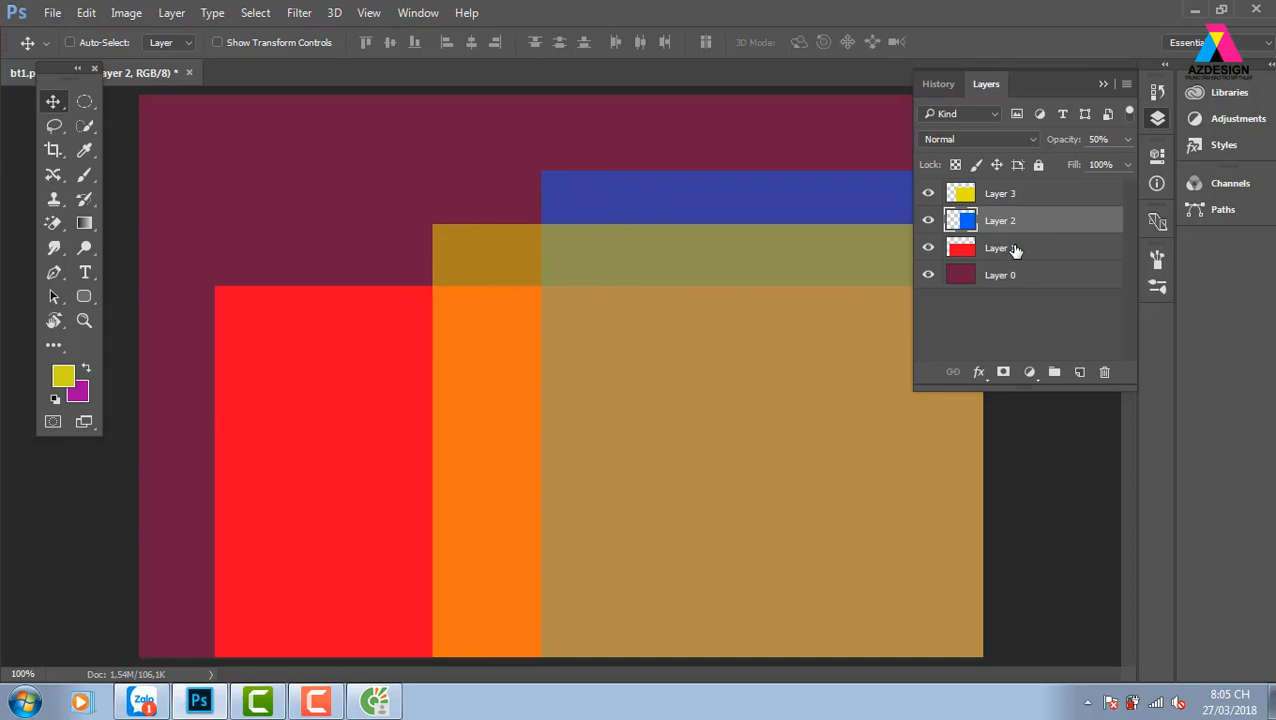 Ps File Edit Image Layer Type Select Filter 3D View Window Help
Auto-Select: Layer Show Transform Controls 3D Mode: Essenti
AZDESIGN
bt1.p ayer 2, RGB/8) * ×
History Layers
Libraries
Kind
Adjustments
Normal Opacity: 50%
Styles
Lock: Fill: 100%
Channels
Layer 3
Paths
Layer 2
Layer
Layer 0
fx
100% Doc: 1,54M/106,1K
Zalo 1 Ps
8:05 CH
27/03/2018